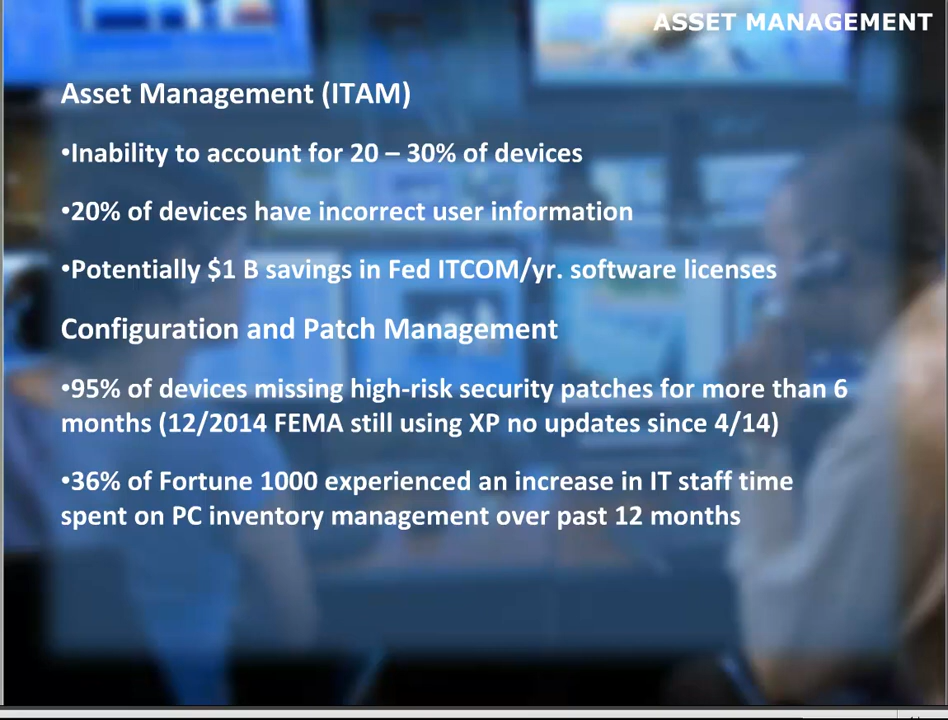 ASSET MANAGEMENT
Asset Management (ITAM)
•Inability to account for 20 – 30% of devices
•20% of devices have incorrect user information
•Potentially $1 B savings in Fed ITCOM/yr. software licenses
Configuration and Patch Management
•95% of devices missing high-risk security patches for more than 6
months (12/2014 FEMA still using XP no updates since 4/14)
•36% of Fortune 1000 experienced an increase in IT staff time
spent on PC inventory management over past 12 months